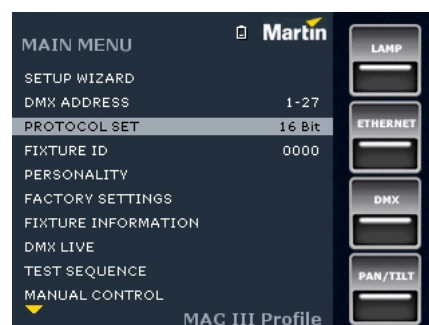 Martin
MAIN MENU
SETUP WIZARD
DMX ADDRESS 1-27
PROTOCOL SET 16 Bit
FIXTURE ID 0000
PERSONALITY
FACTORY SETTINGS
FIXTURE INFORMATION
DMX LIVE
TEST SEQUENCE
MANUAL CONTROL
MAC III Profile
LAMP
ETHERNET
DMX
PAN/TILT